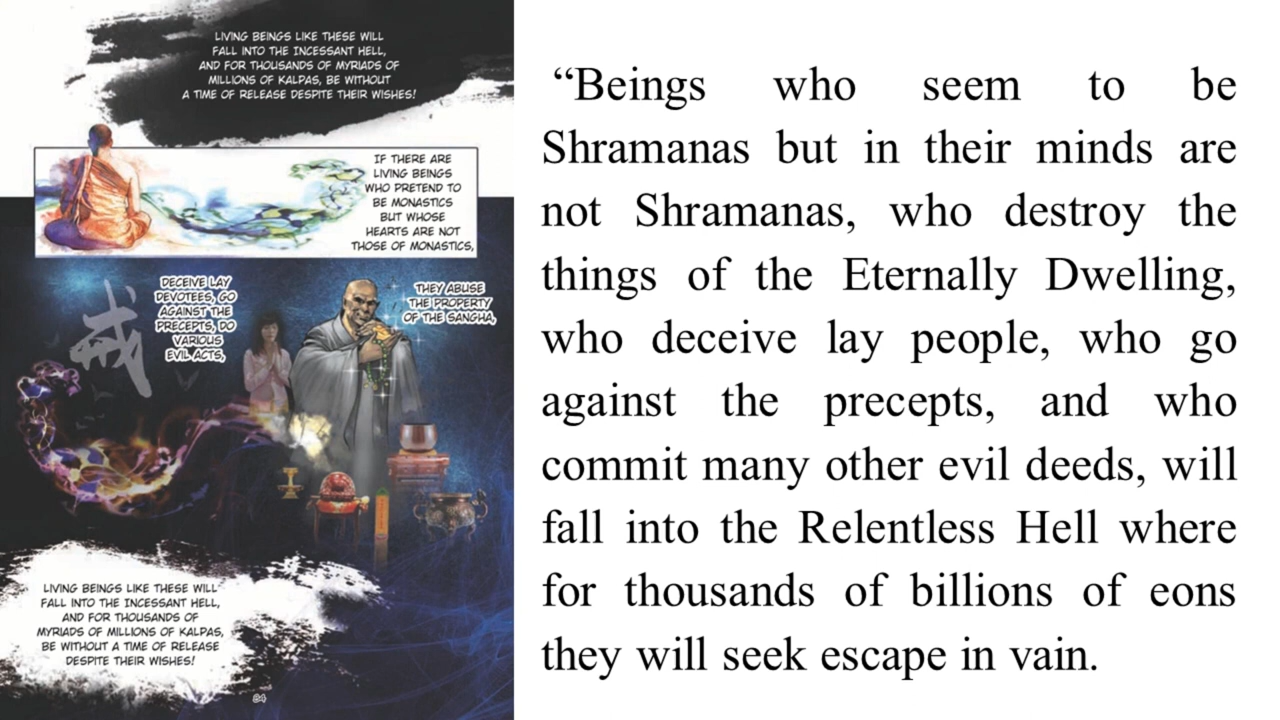 LIVING BEINGS LIKE THESE WILL
FALL INTO THE INCESSANT HELL,
AND FOR THOUSANDS OF MYRIADS OF
MILLIONS OF KALPAS, BE WITHOUT
A TIME OF RELEASE DESPITE THEIR WISHES!
IF THERE ARE
LIVING BEINGS
WHO PRETEND TO
BE MONASTICS
BUT WHOSE
HEARTS ARE NOT
THOSE OF MONASTICS,
THEY ABUSE
THE PROPERTY
OF THE SANGHA,
DECEIVE LAY
DEVOTEES, GO
AGAINST THE
PRECEPTS, DO
VARIOUS
EVIL ACTS,
戒
LIVING BEINGS LIKE THESE WILL
FALL INTO THE INCESSANT HELL,
AND FOR THOUSANDS OF
MYRIADS OF MILLIONS OF KALPAS,
BE WITHOUT A TIME OF RELEASE
DESPITE THEIR WISHES!
84
“Beings who seem to be
Shramanas but in their minds are
not Shramanas, who destroy the
things of the Eternally Dwelling,
who deceive lay people, who go
against the precepts, and who
commit many other evil deeds, will
fall into the Relentless Hell where
for thousands of billions of eons
they will seek escape in vain.